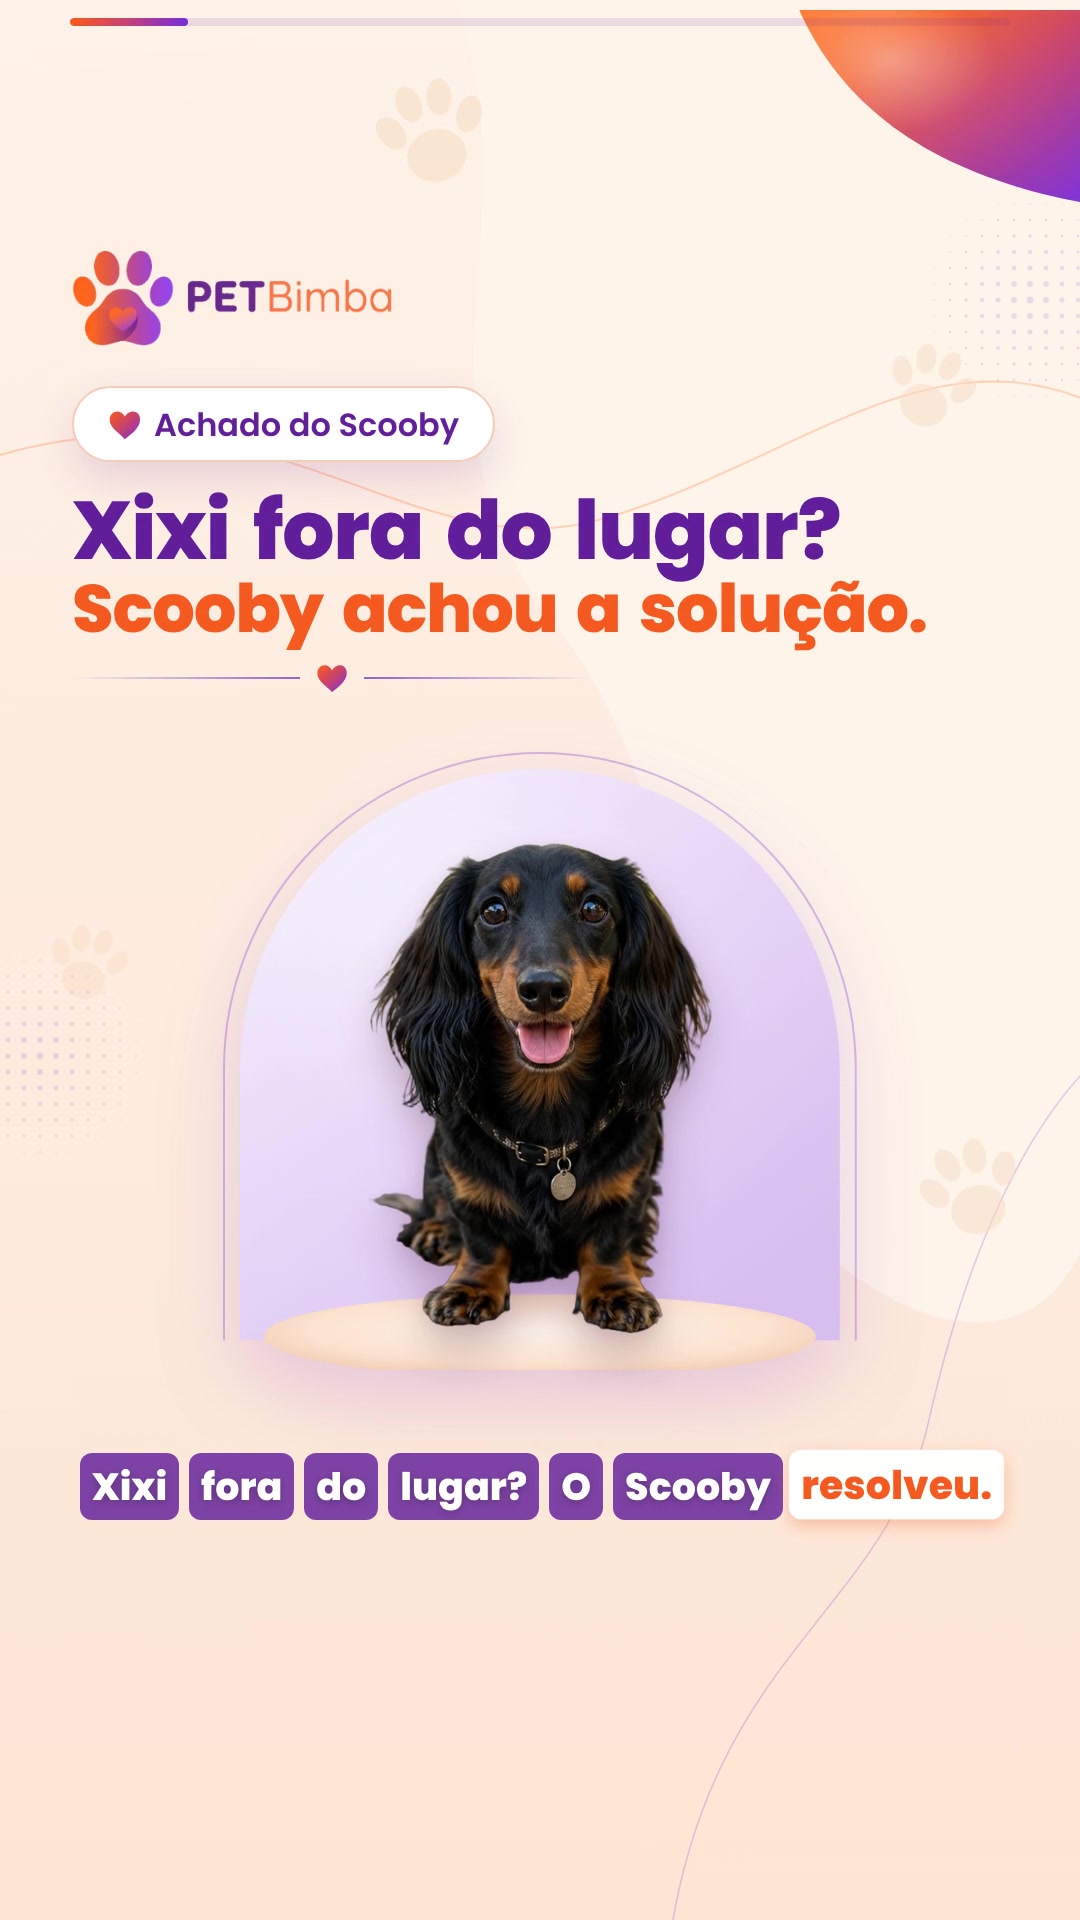 PETBimba
Achado do Scooby
Xixi fora do lugar?
Scooby achou a solução.
Xixi fora do lugar? O Scooby resolveu.